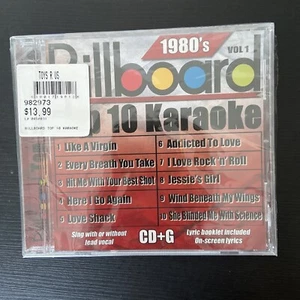 1980's
VOL 1
Billboard
TOYS R US
982973
$13.99
BILLBOARD TOP 10 KARAOKE
Top 10 Karaoke
1 Like A Virgin
2 Every Breath You Take
3 Hit Me With Your Best Shot
4 Here I Go Again
5 Love Shack
6 Addicted To Love
7 I Love Rock 'n' Roll
8 Jessie's Girl
9 Wind Beneath My Wings
10 She Blinded Me With Science
Sing with or without
lead vocal
CD+G
Lyric booklet included
On-screen lyrics